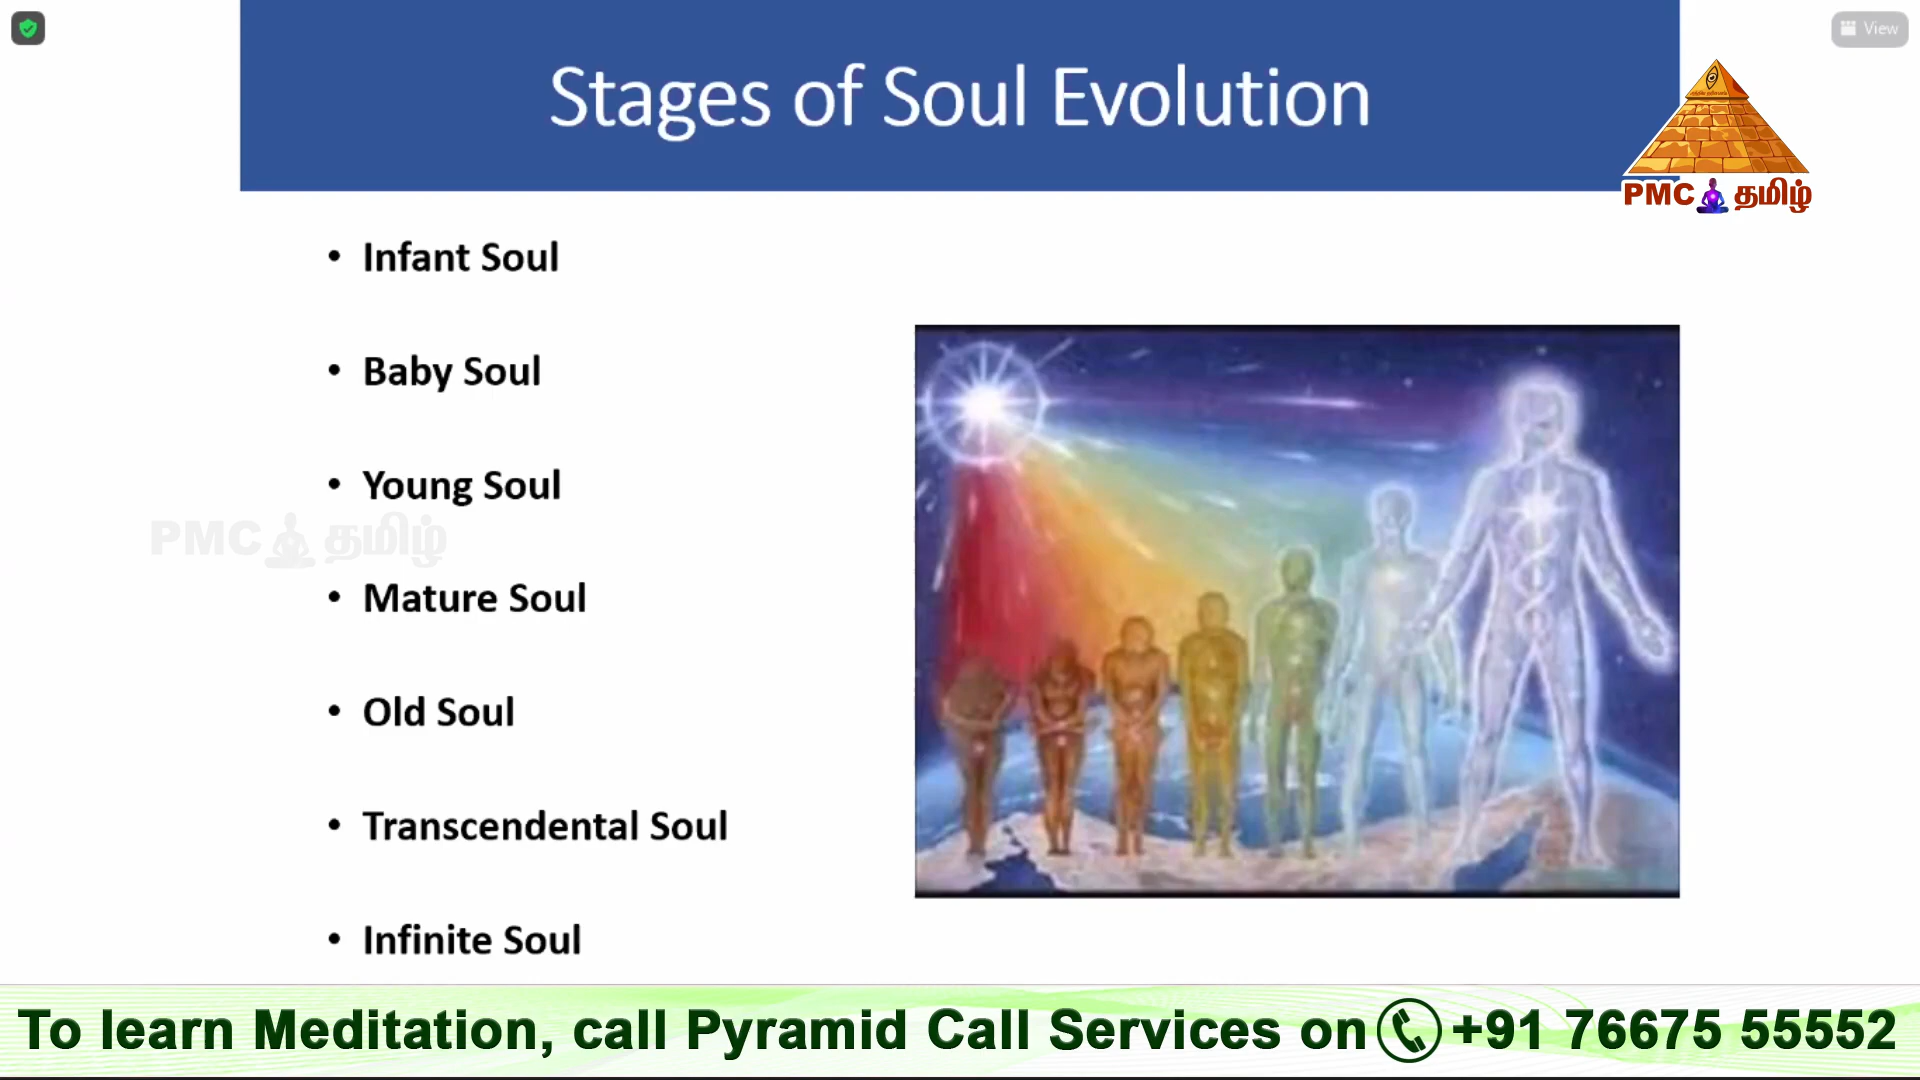 View
Stages of Soul Evolution
PMC தமிழ்
• Infant Soul
• Baby Soul
• Young Soul
PMC தமிழ்
• Mature Soul
• Old Soul
• Transcendental Soul
• Infinite Soul
To learn Meditation, call Pyramid Call Services on +91 76675 55552